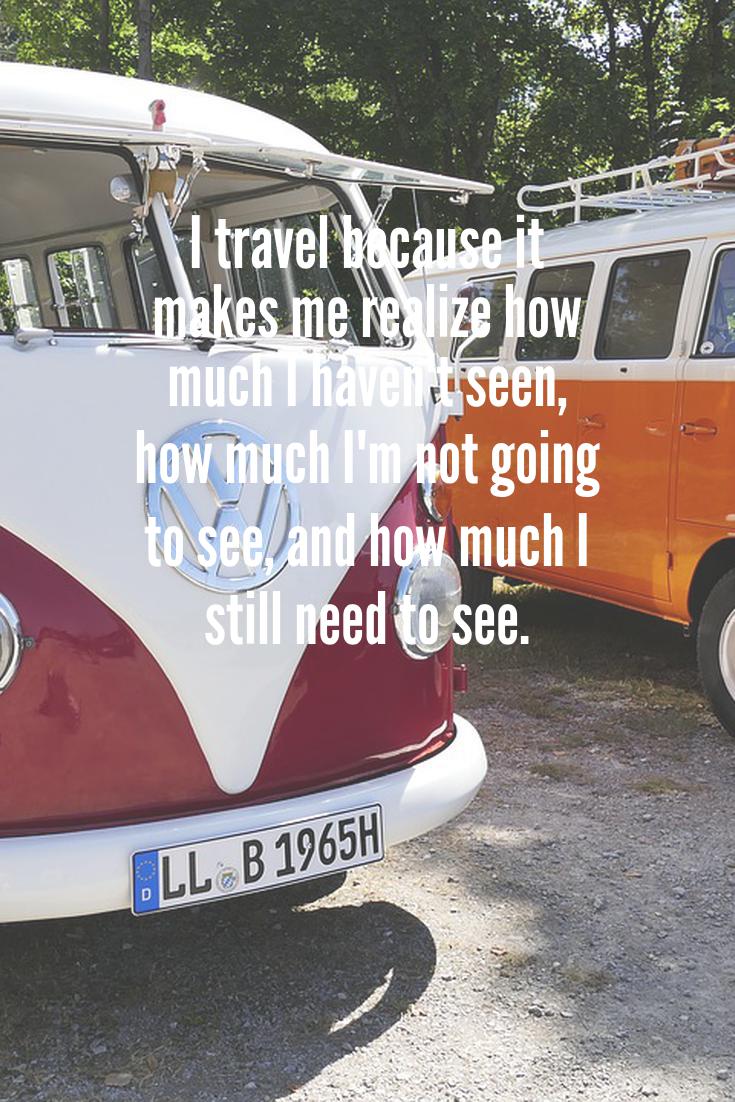 I travel because it
makes me realize how
much I haven't seen,
how much I'm not going
to see, and how much I
still need to see.
VW
D
LL B 1965H